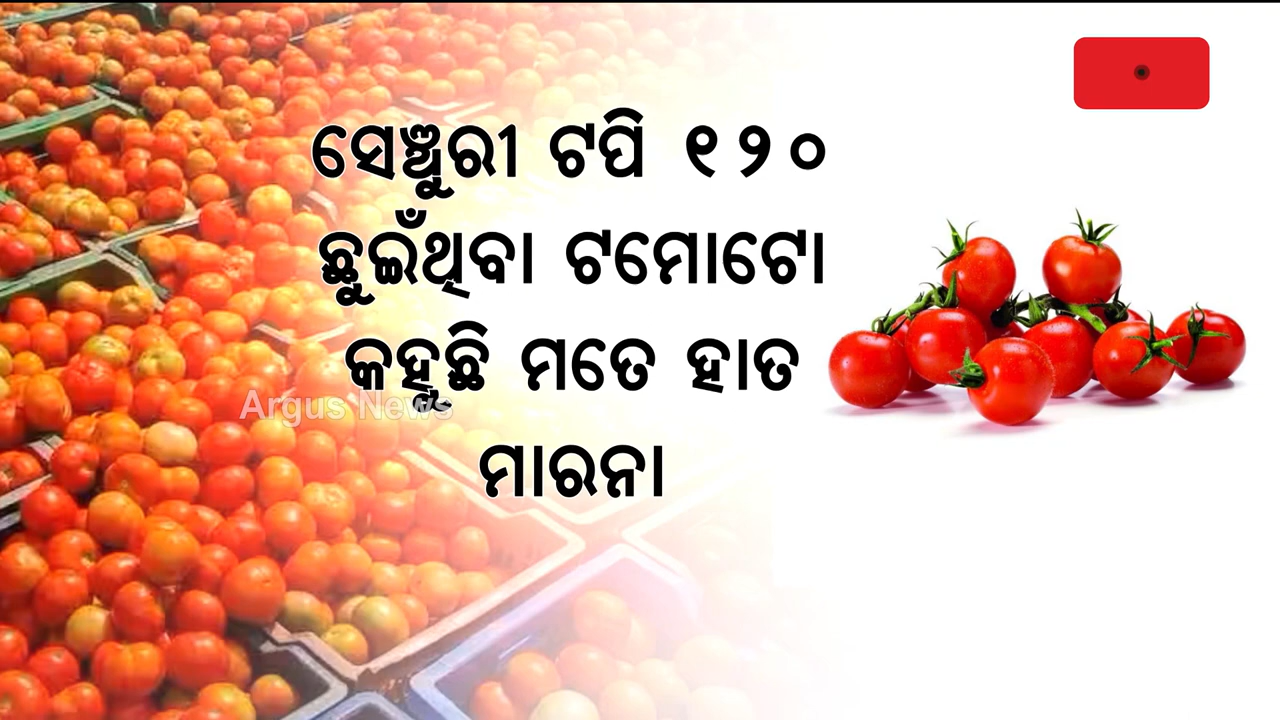 ସେଞ୍ଚୁରୀ ଟପି ୧୨୦
ଛୁଇଁଥିବା ଟମୋଟୋ
କହୁଛି ମତେ ହାତ
Argus News
ମାରନା